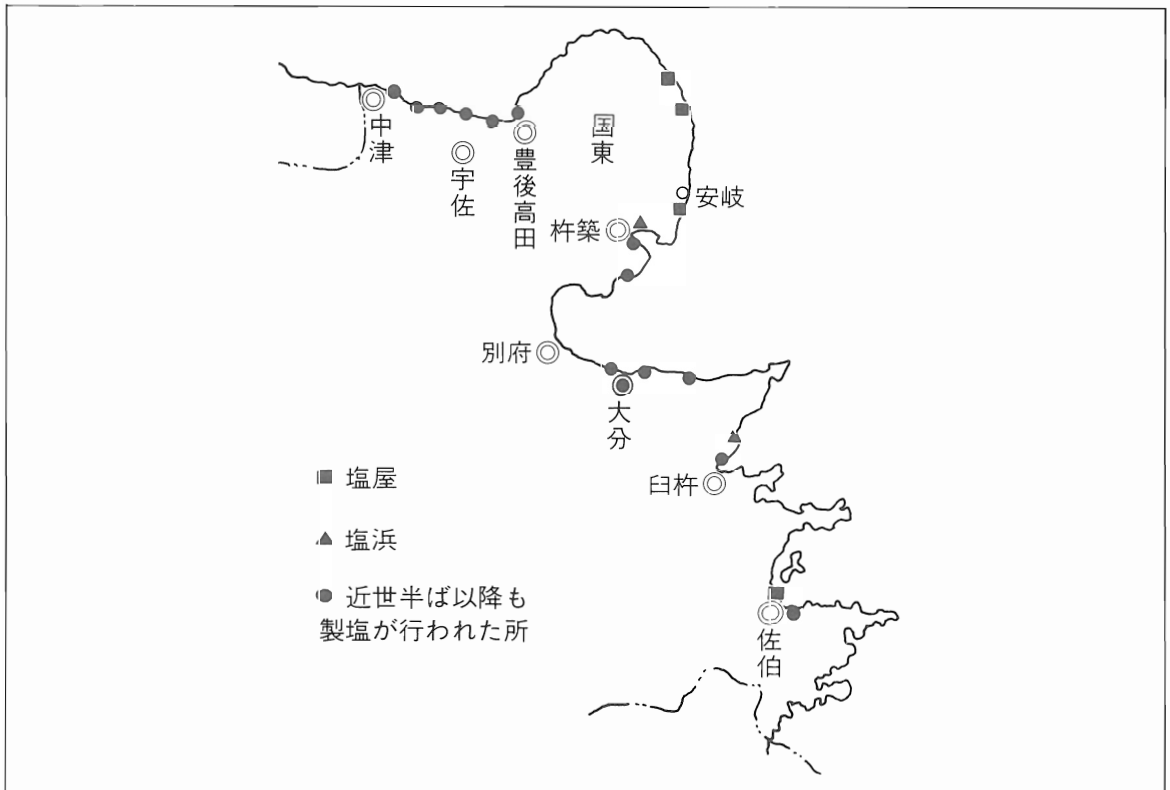 中津
宇佐
豊後高田
国東
安岐
杵築
別府
大分
臼杵
佐伯
塩屋
塩浜
近世半ば以降も
製塩が行われた所